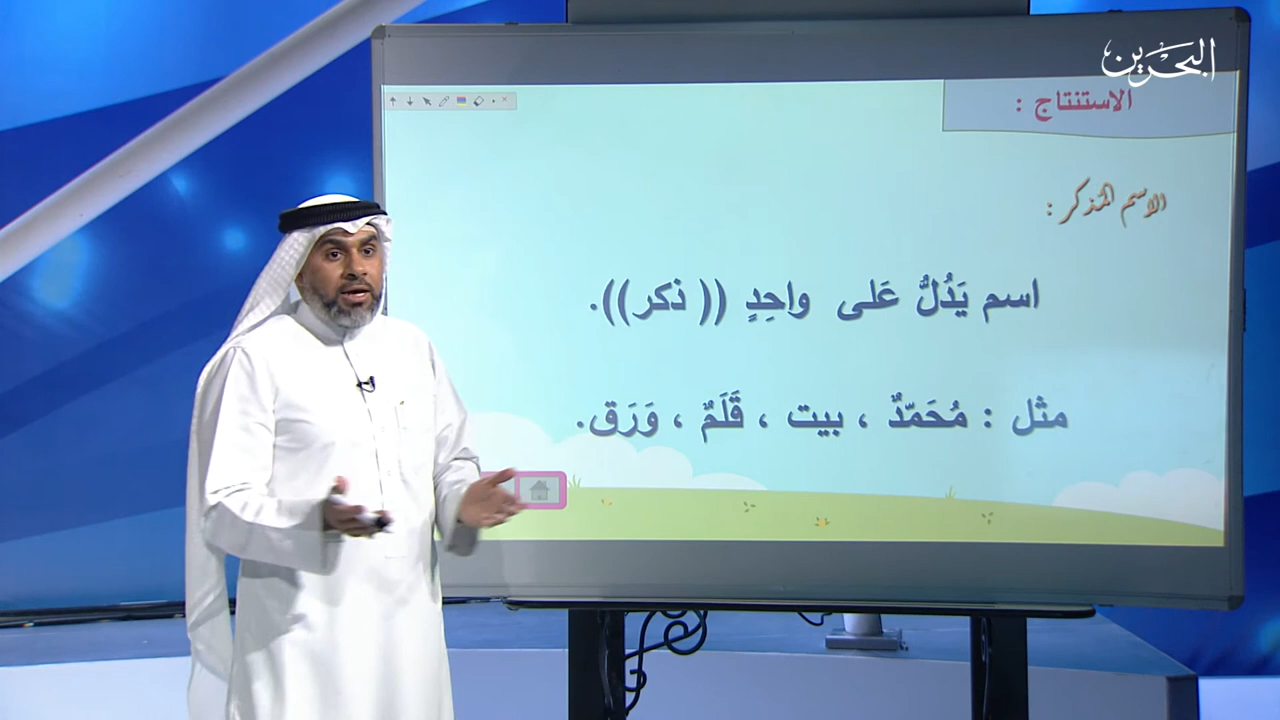 البحرين
الاستنتاج :
الاسم المذكر :
اسم يَدُلُّ عَلى واحِدٍ (( ذكر)).
مثل : مُحَمّدٌ ، بيت ، قَلَمٌ ، وَرَق.